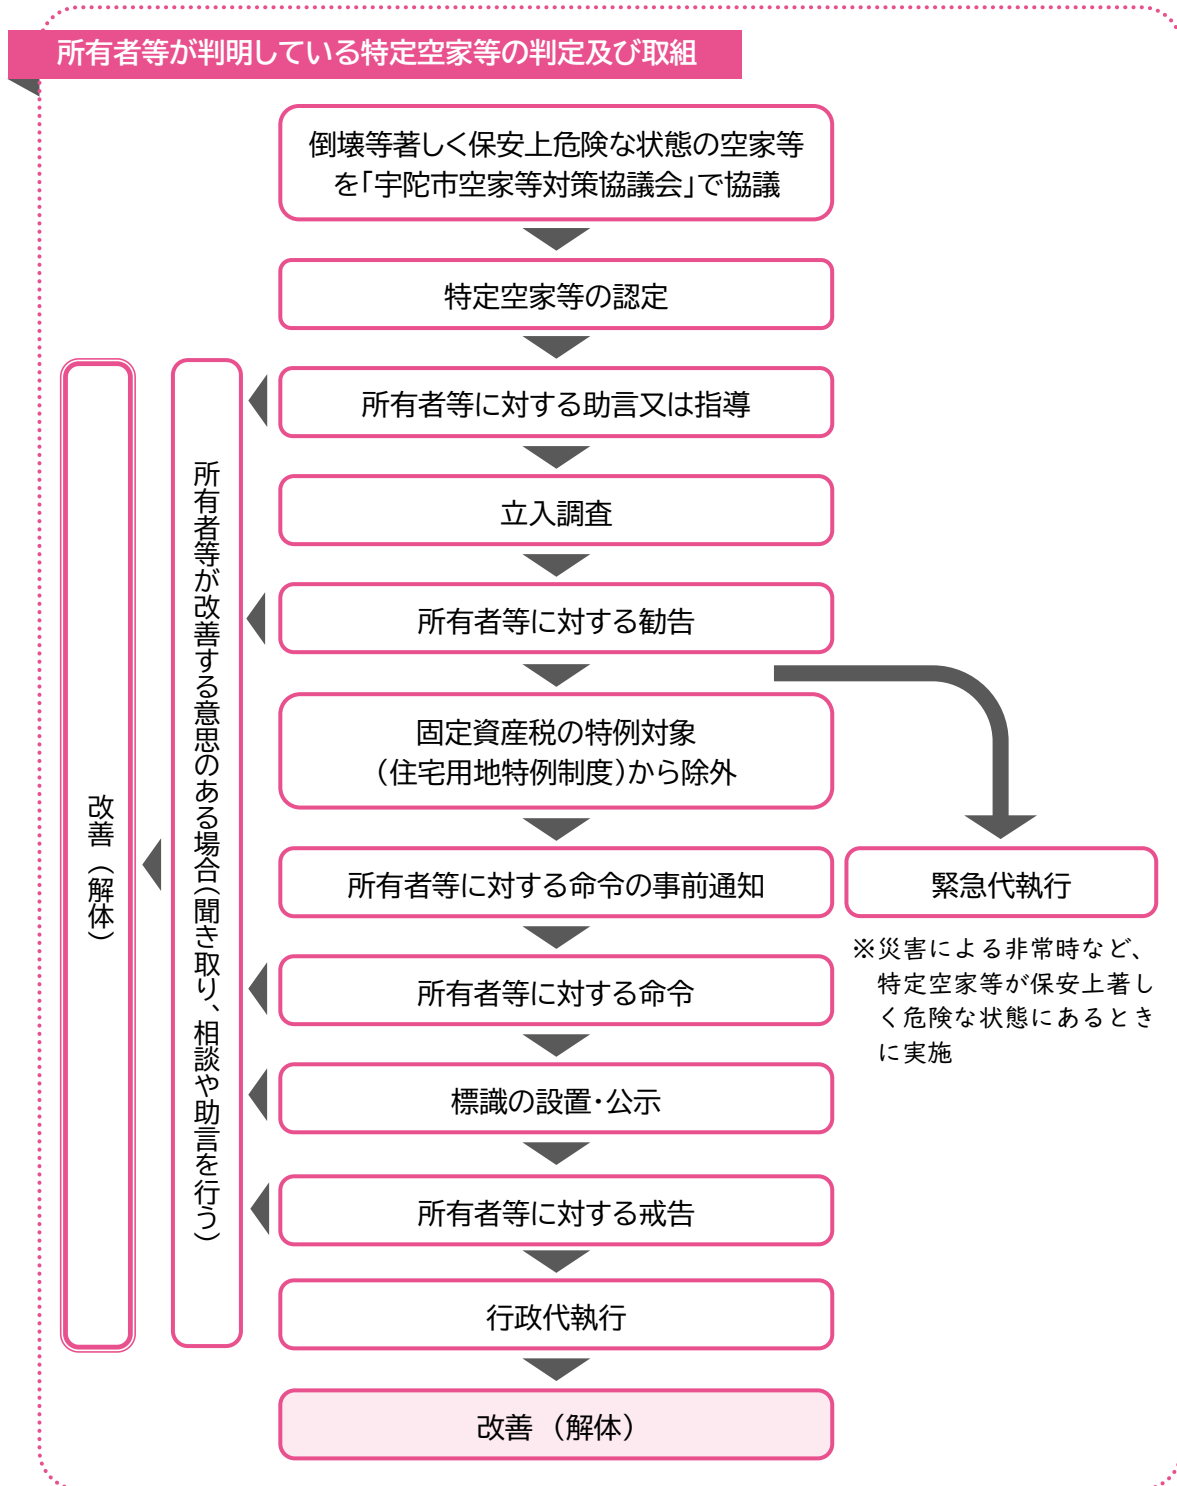 所有者等が判明している特定空家等の判定及び取組
倒壊等著しく保安上危険な状態の空家等
を「宇陀市空家等対策協議会」で協議
特定空家等の認定
所有者等に対する助言又は指導
立入調査
所有者等に対する勧告
固定資産税の特例対象
（住宅用地特例制度）から除外
所有者等に対する命令の事前通知
緊急代執行
※災害による非常時など、
特定空家等が保安上著し
く危険な状態にあるとき
に実施
所有者等に対する命令
標識の設置・公示
所有者等に対する戒告
行政代執行
改善（解体）
所有者等が改善する意思のある場合（聞き取り、相談や助言を行う）
改善（解体）